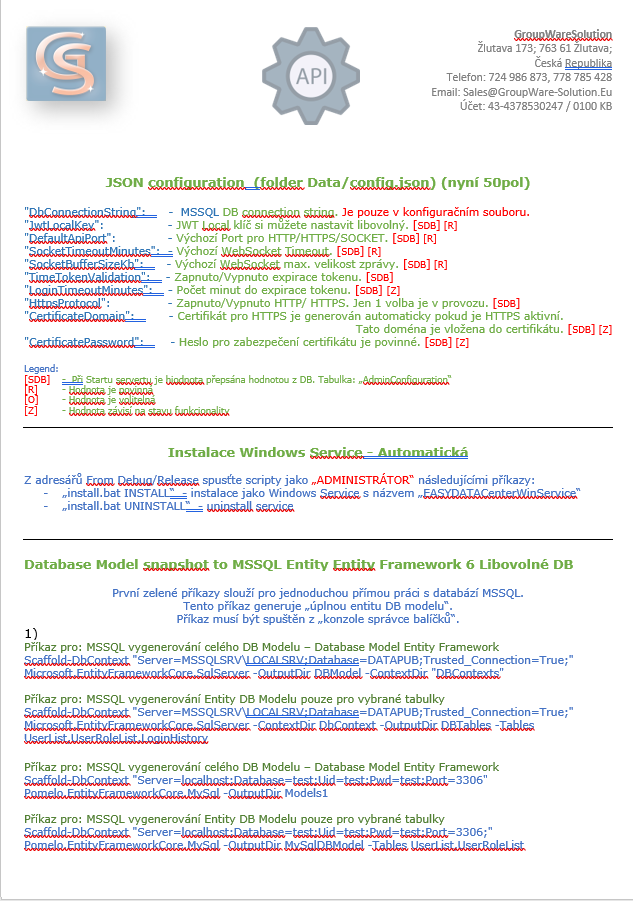 GroupWareSolution
Žlutava 173; 763 61 Žlutava;
Česká Republika
Telefon: 724 986 873, 778 785 428
Email: Sales@GroupWare-Solution.Eu
Účet: 43-4378530247 / 0100 KB
GS
API
JSON configuration  (folder Data/config.json) (nyní 50pol)
"DbConnectionString":    -  MSSQL DB connection string. Je pouze v konfiguračním souboru.
"JwtLocalKey":    - JWT Local klíč si můžete nastavit libovolný. [SDB] [R]
"DefaultApiPort":    - Výchozí Port pro HTTP/HTTPS/SOCKET. [SDB] [R]
"SocketTimeoutMinutes":  - Výchozí WebSocket Timeout. [SDB] [R]
"SocketBufferSizeKb":    - Výchozí WebSocket max. velikost zprávy. [SDB] [R]
"TimeTokenValidation":    - Zapnuto/Vypnuto expirace tokenu. [SDB]
"LoginTimeoutMinutes":    - Počet minut do expirace tokenu. [SDB] [Z]
"HttpsProtocol":    - Zapnuto/Vypnuto HTTP/ HTTPS. Jen 1 volba je v provozu. [SDB]
"CertificateDomain":    - Certifikát pro HTTPS je generován automaticky pokud je HTTPS aktivní.
Tato doména je vložena do certifikátu. [SDB] [Z]
"CertificatePassword":    - Heslo pro zabezpečení certifikátu je povinné. [SDB] [Z]
Legend:
[SDB]    -  Při Startu servertu je hiodnota přepsána hodnotou z DB. Tabulka: „AdminConfiguration“
[R]    - Hodnota je povinná
[O]    - Hodnota je volitelná
[Z]    - Hodnota závisí na stavu funkcionality
Instalace Windows Service - Automatická
Z adresářů From Debug/Release spusťte scripty jako „ADMINISTRÁTOR“ následujícími příkazy:
-    „install.bat INSTALL“  - instalace jako Windows Service s názvem „EASYDATACenterWinService“
-    „install.bat UNINSTALL“  - uninstall service
Database Model snapshot to MSSQL Entity Entity Framework 6 Libovolné DB
První zelené příkazy slouží pro jednoduchou přímou práci s databází MSSQL.
Tento příkaz generuje „úplnou entitu DB modelu“.
Příkaz musí být spuštěn z „konzole správce balíčků“.
1)
Příkaz pro: MSSQL vygenerování celého DB Modelu – Database Model Entity Framework
Scaffold-DbContext "Server=MSSQLSRV\LOCALSRV;Database=DATAPUB;Trusted_Connection=True;"
Microsoft.EntityFrameworkCore.SqlServer -OutputDir DBModel -ContextDir "DBContexts"
Příkaz pro: MSSQL vygenerování Entity DB Modelu pouze pro vybrané tabulky
Scaffold-DbContext "Server=MSSQLSRV\LOCALSRV;Database=DATAPUB;Trusted_Connection=True;"
Microsoft.EntityFrameworkCore.SqlServer -ContextDir DbContext -OutputDir DBTables -Tables
UserList,UserRoleList,LoginHistory
Příkaz pro: MSSQL vygenerování celého DB Modelu – Database Model Entity Framework
Scaffold-DbContext "Server=localhost;Database=test;Uid=test;Pwd=test;Port=3306"
Pomelo.EntityFrameworkCore.MySql -OutputDir Models1
Příkaz pro: MSSQL vygenerování Entity DB Modelu pouze pro vybrané tabulky
Scaffold-DbContext "Server=localhost;Database=test;Uid=test;Pwd=test;Port=3306;"
Pomelo.EntityFrameworkCore.MySql -OutputDir MySqlDBModel -Tables UserList,UserRoleList